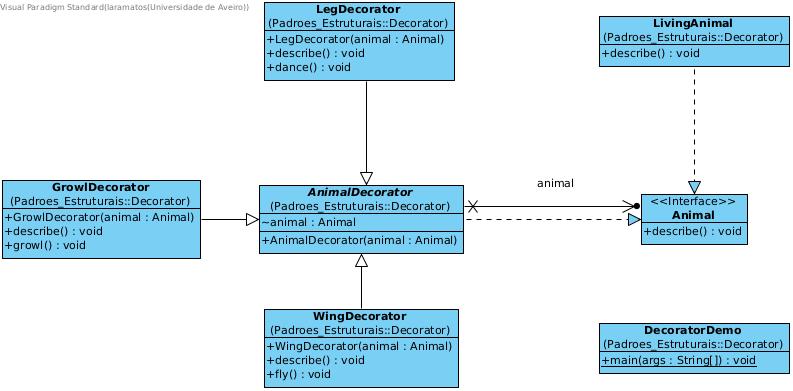 Visual Paradigm Standard(laramatos(Universidade de Aveiro))
LegDecorator
(Padroes_Estruturais::Decorator)
+LegDecorator(animal : Animal)
+describe() : void
+dance() : void
LivingAnimal
(Padroes_Estruturais::Decorator)
+describe() : void
GrowlDecorator
(Padroes_Estruturais::Decorator)
+GrowlDecorator(animal : Animal)
+describe() : void
+growl() : void
AnimalDecorator
(Padroes_Estruturais::Decorator)
~animal : Animal
+AnimalDecorator(animal : Animal)
animal
<<Interface>>
Animal
+describe() : void
WingDecorator
(Padroes_Estruturais::Decorator)
+WingDecorator(animal : Animal)
+describe() : void
+fly() : void
DecoratorDemo
(Padroes_Estruturais::Decorator)
+main(args : String[]) : void